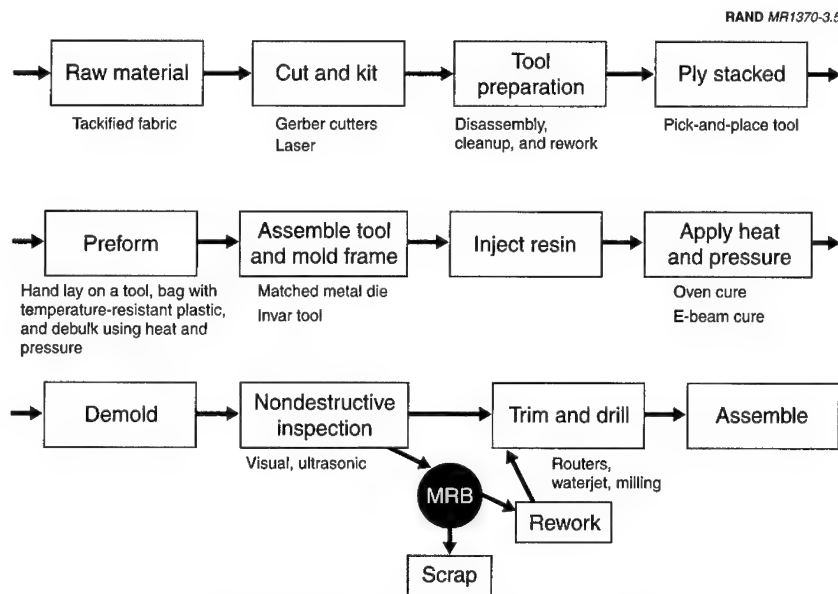 RAND MR1370-3.5
Raw material
Cut and kit
Tool
preparation
Ply stacked
Tackified fabric
Gerber cutters
Laser
Disassembly,
cleanup, and rework
Pick-and-place tool
Preform
Assemble tool
and mold frame
Inject resin
Apply heat
and pressure
Hand lay on a tool, bag with
temperature-resistant plastic,
and debulk using heat and
pressure
Matched metal die
Invar tool
Oven cure
E-beam cure
Demold
Nondestructive
inspection
Trim and drill
Assemble
Visual, ultrasonic
Routers,
waterjet, milling
MRB
Rework
Scrap